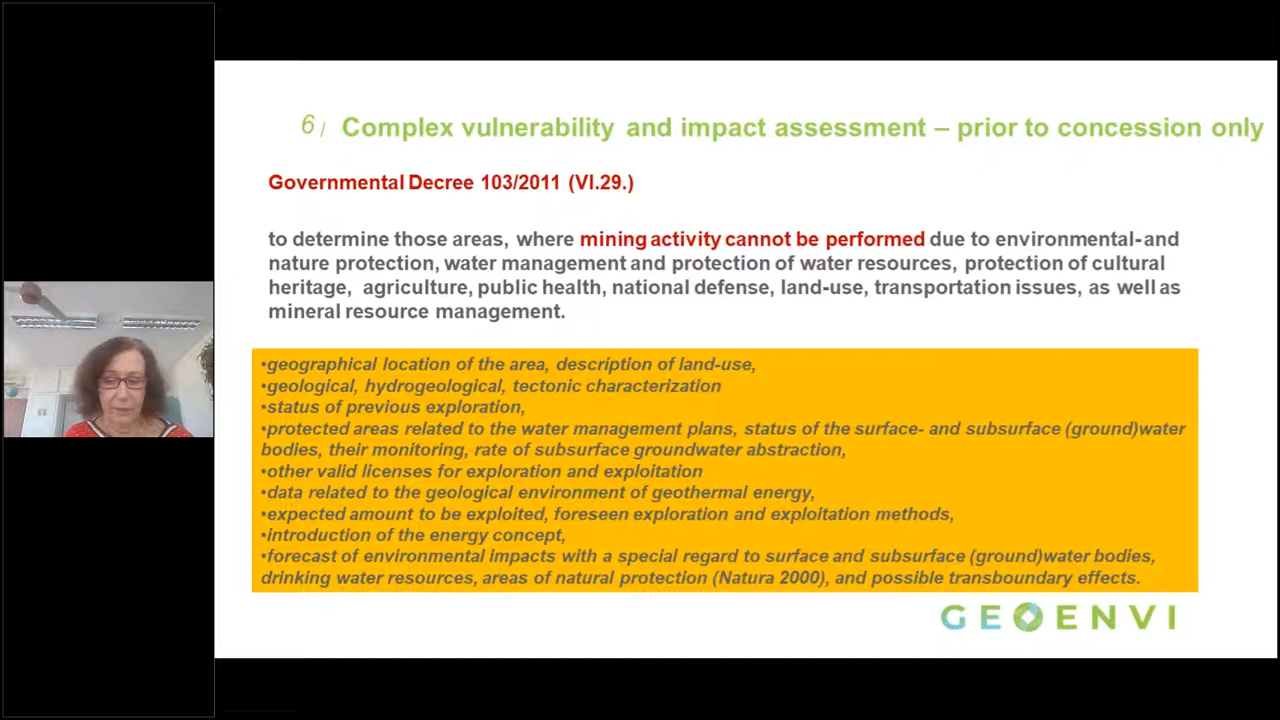 6/ Complex vulnerability and impact assessment – prior to concession only
Governmental Decree 103/2011 (VI.29.)
to determine those areas, where mining activity cannot be performed due to environmental- and
nature protection, water management and protection of water resources, protection of cultural
heritage, agriculture, public health, national defense, land-use, transportation issues, as well as
mineral resource management.
•geographical location of the area, description of land-use,
•geological, hydrogeological, tectonic characterization
•status of previous exploration,
•protected areas related to the water management plans, status of the surface- and subsurface (ground)water
bodies, their monitoring, rate of subsurface groundwater abstraction,
•other valid licenses for exploration and exploitation
•data related to the geological environment of geothermal energy,
•expected amount to be exploited, foreseen exploration and exploitation methods,
•introduction of the energy concept,
•forecast of environmental impacts with a special regard to surface and subsurface (ground)water bodies,
drinking water resources, areas of natural protection (Natura 2000), and possible transboundary effects.
GEOENVI